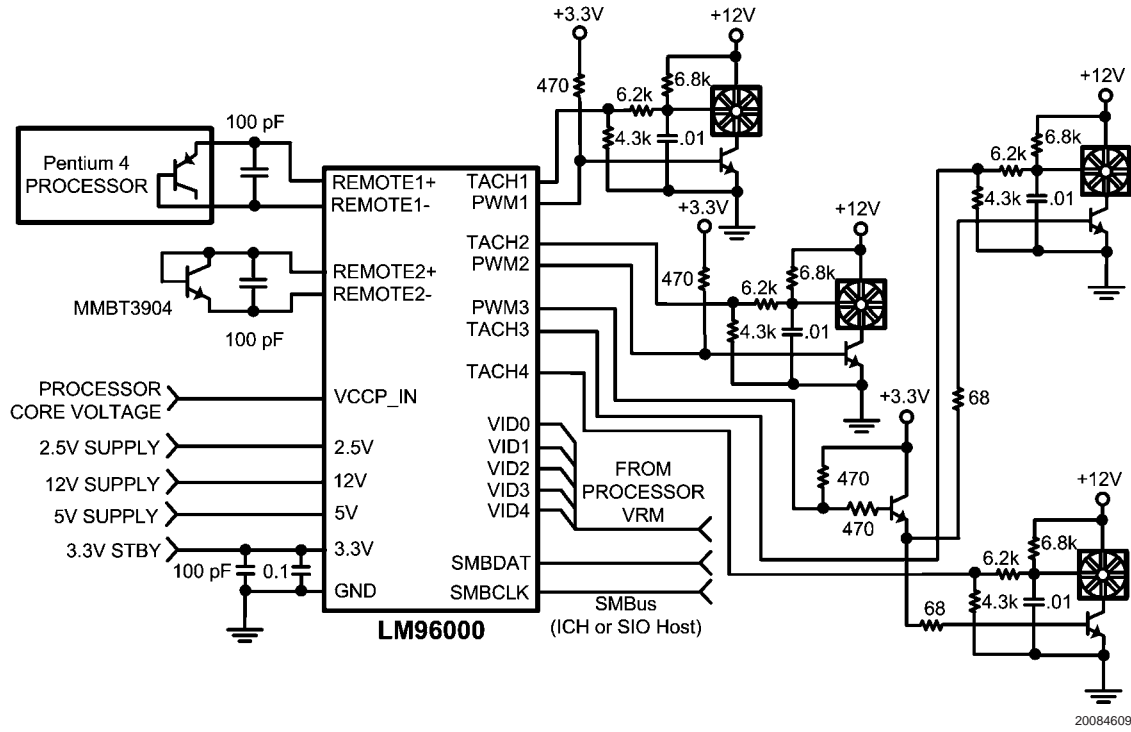 +3.3V
+12V
470
6.2k
6.8k
4.3k
.01
100 pF
Pentium 4
PROCESSOR
REMOTE1+
REMOTE1-
TACH1
PWM1
+12V
6.8k
6.2k
4.3k
.01
+3.3V
+12V
MMBT3904
100 pF
REMOTE2+
REMOTE2-
TACH2
PWM2
470
6.8k
6.2k
4.3k
.01
PWM3
TACH3
TACH4
PROCESSOR
CORE VOLTAGE
VCCP_IN
2.5V SUPPLY
2.5V
12V SUPPLY
12V
5V SUPPLY
5V
3.3V STBY
3.3V
100 pF
0.1
GND
VID0
VID1
VID2
VID3
VID4
FROM
PROCESSOR
VRM
SMBDAT
SMBCLK
SMBus
(ICH or SIO Host)
LM96000
+3.3V
470
470
68
68
+12V
6.8k
6.2k
4.3k
.01
20084609